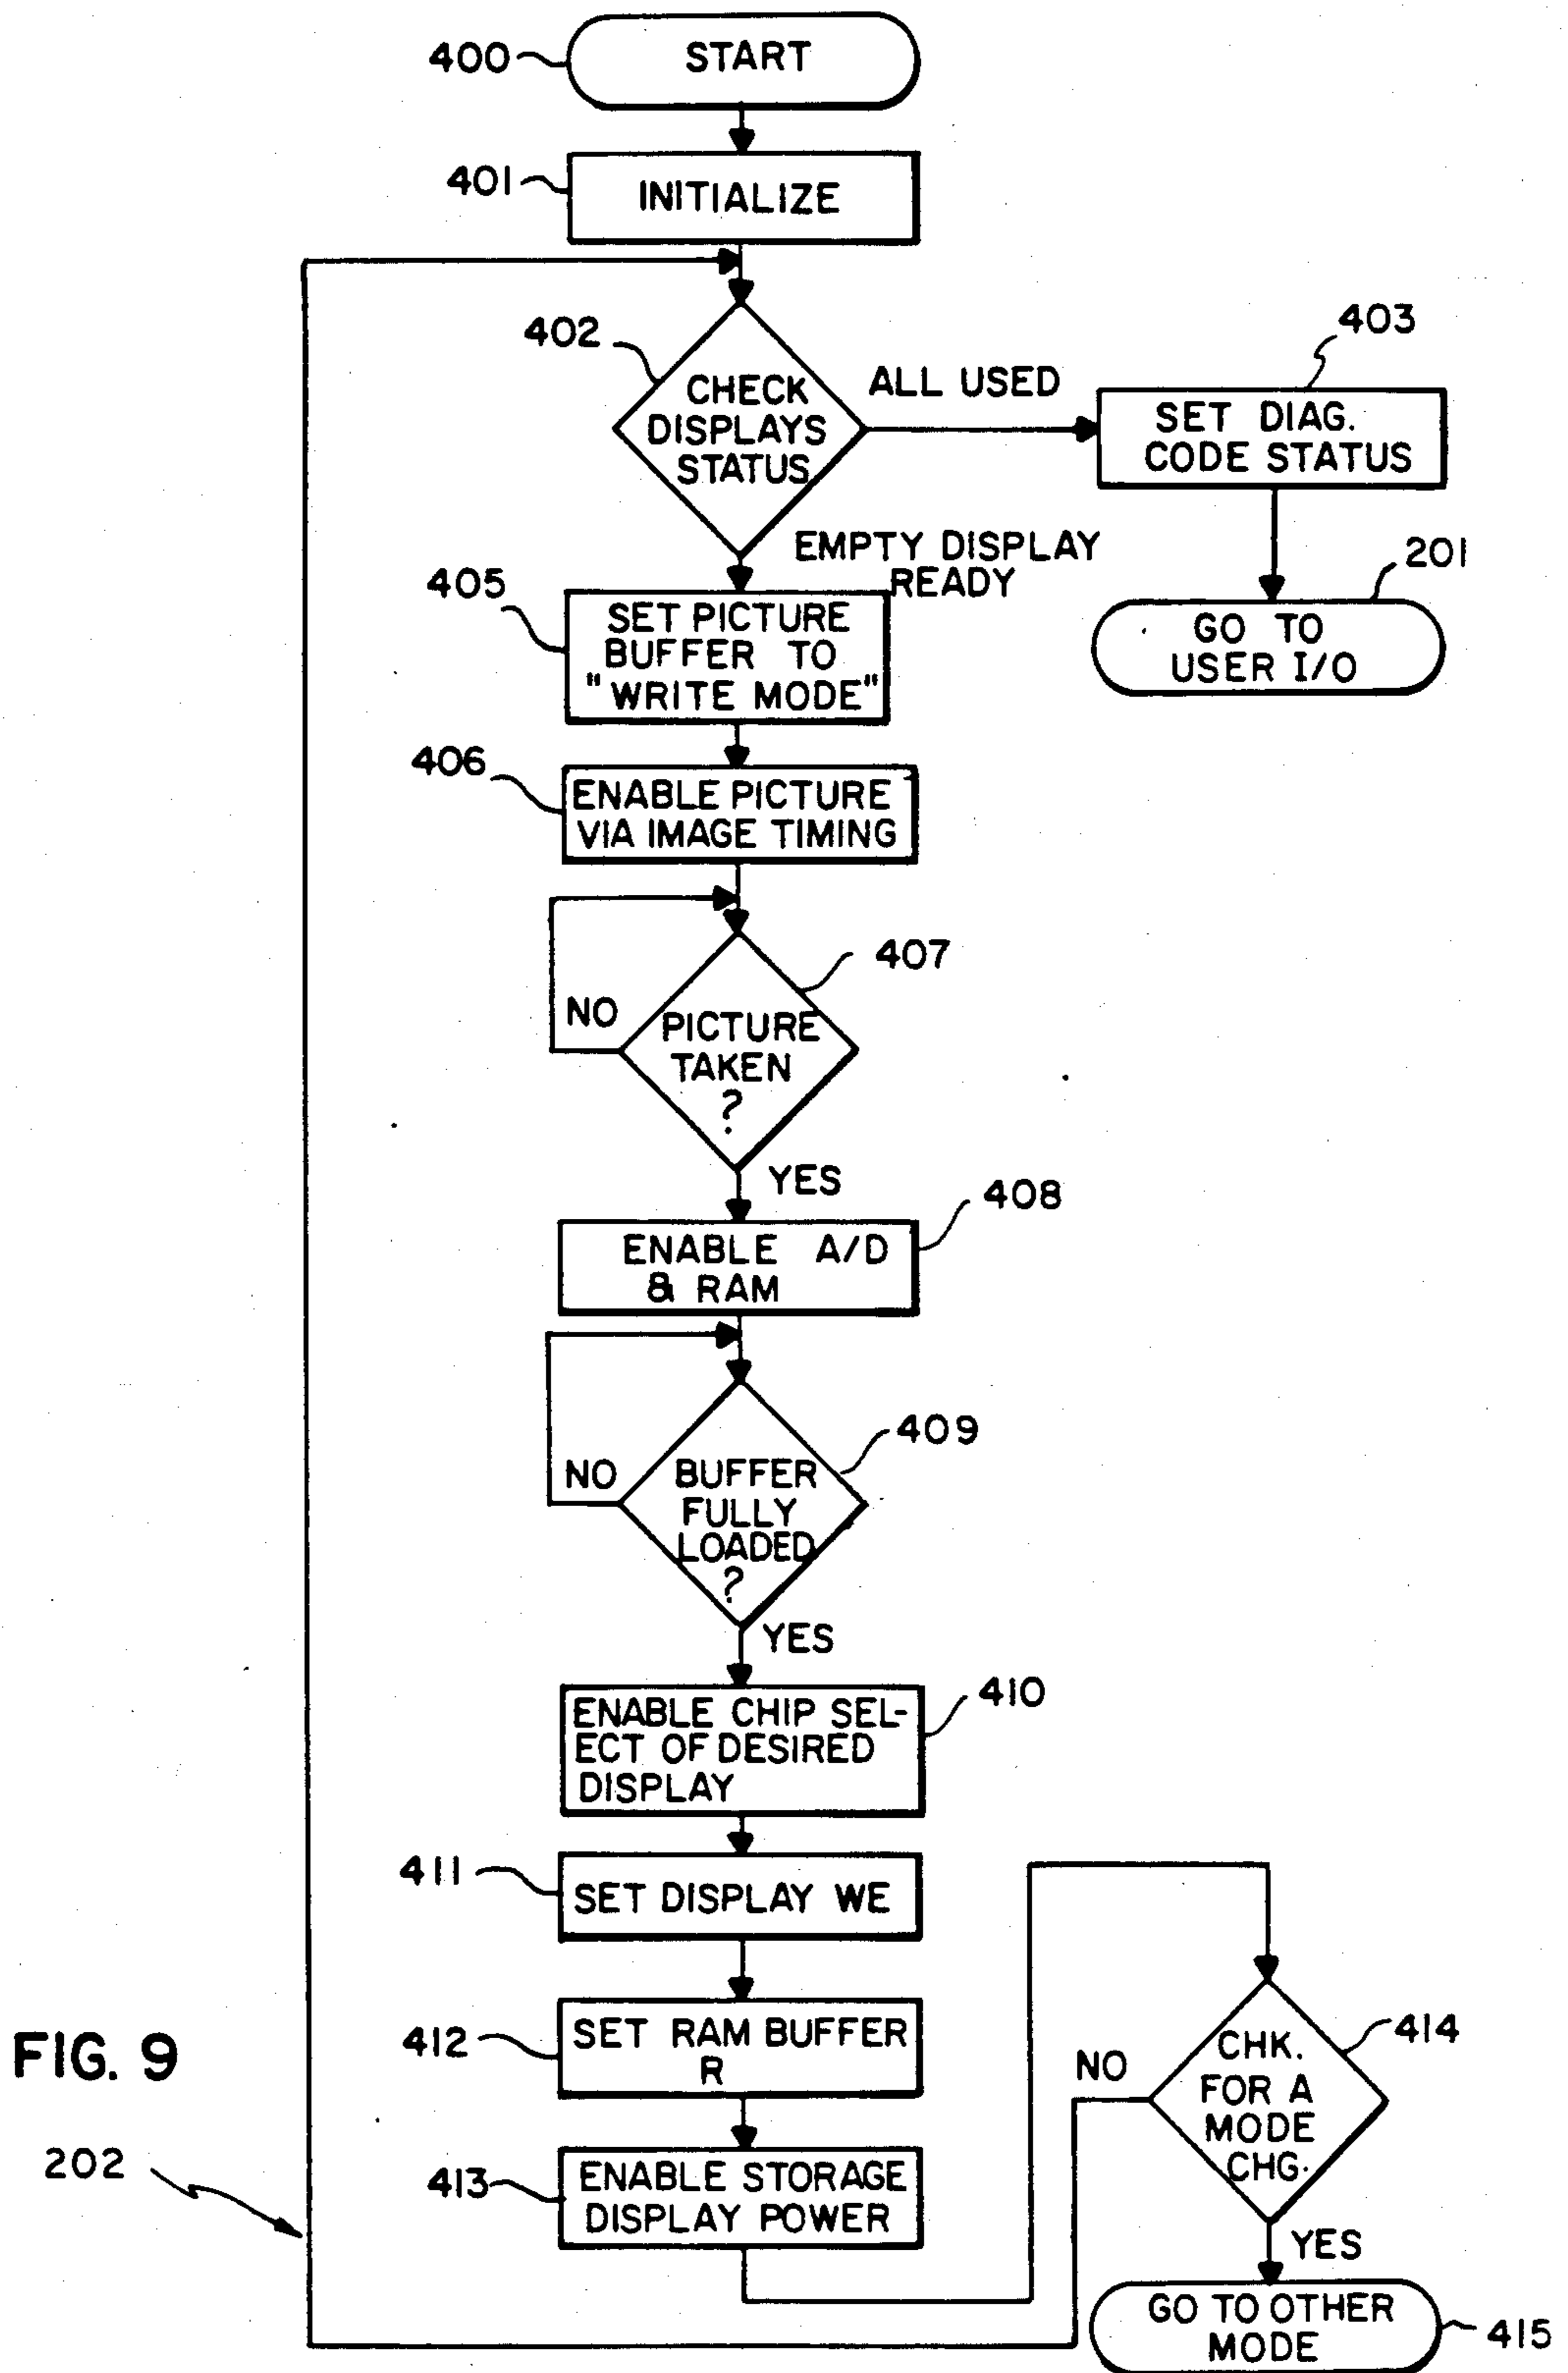 400
START
401
INITIALIZE
402
CHECK
DISPLAYS
STATUS
ALL USED
403
SET DIAG.
CODE STATUS
201
GO TO
USER I/O
EMPTY DISPLAY
READY
405
SET PICTURE
BUFFER TO
"WRITE MODE"
406
ENABLE PICTURE
VIA IMAGE TIMING
407
NO
PICTURE
TAKEN
?
YES
408
ENABLE A/D
& RAM
409
NO
BUFFER
FULLY
LOADED
?
YES
410
ENABLE CHIP SEL-
ECT OF DESIRED
DISPLAY
411
SET DISPLAY WE
412
SET RAM BUFFER
R
413
ENABLE STORAGE
DISPLAY POWER
414
CHK.
FOR A
MODE
CHG.
NO
YES
GO TO OTHER
MODE
415
FIG. 9
202